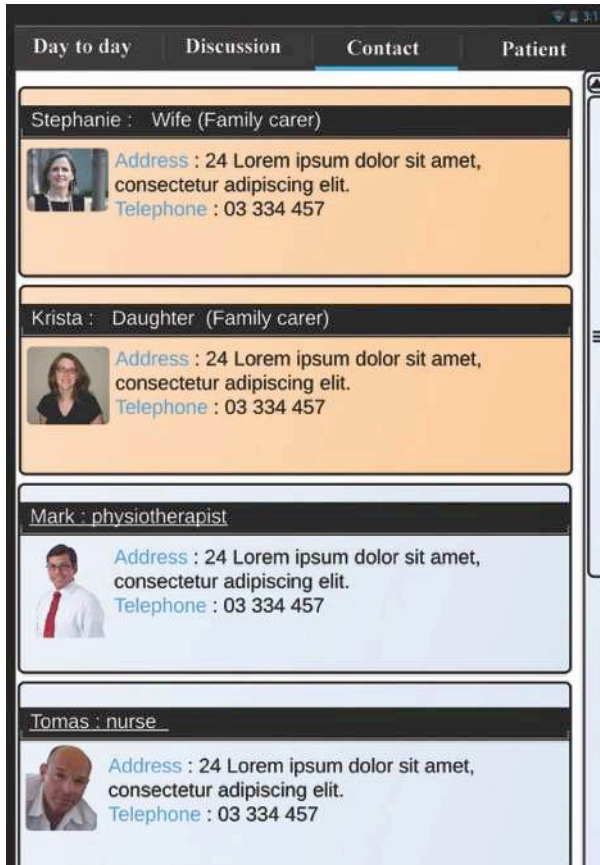 3:1
Day to day Discussion Contact Patient
Stephanie : Wife (Family carer)
Address : 24 Lorem ipsum dolor sit amet,
consectetur adipiscing elit.
Telephone : 03 334 457
Krista : Daughter (Family carer)
Address : 24 Lorem ipsum dolor sit amet,
consectetur adipiscing elit.
Telephone : 03 334 457
Mark : physiotherapist
Address : 24 Lorem ipsum dolor sit amet,
consectetur adipiscing elit.
Telephone : 03 334 457
Tomas : nurse
Address : 24 Lorem ipsum dolor sit amet,
consectetur adipiscing elit.
Telephone : 03 334 457